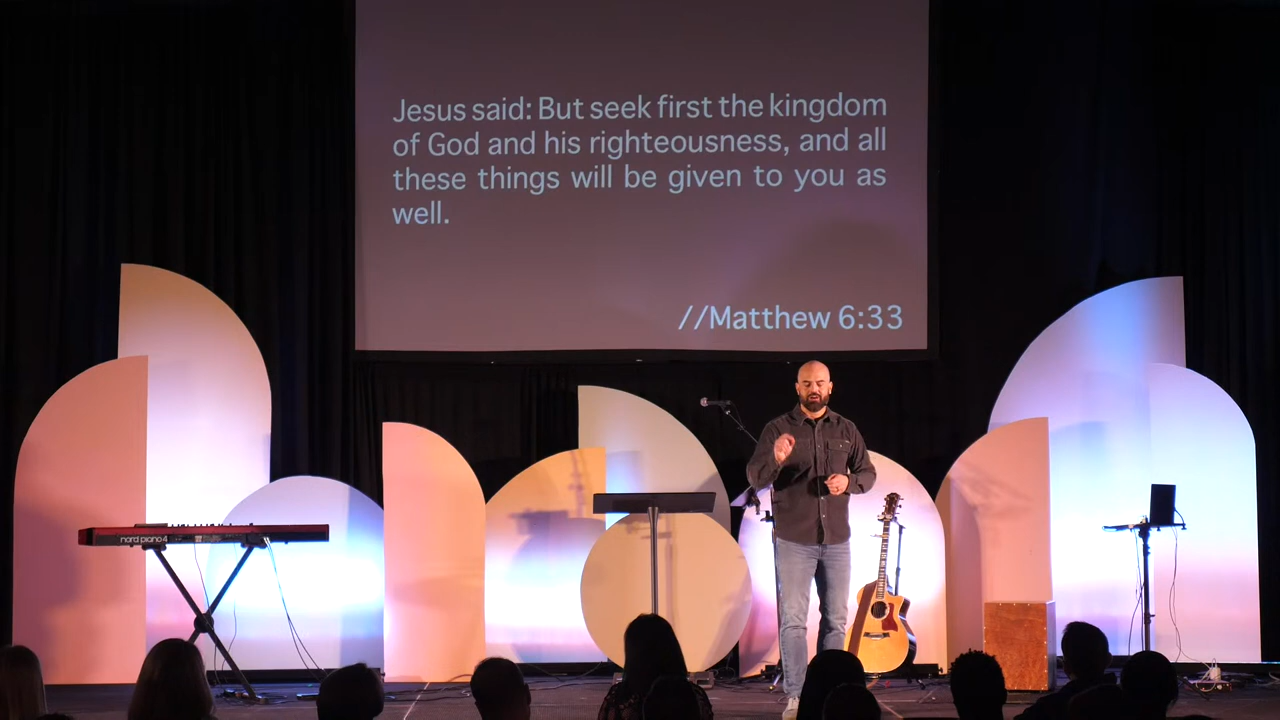 Jesus said: But seek first the kingdom
of God and his righteousness, and all
these things will be given to you as
well.
//Matthew 6:33
nord piano 4